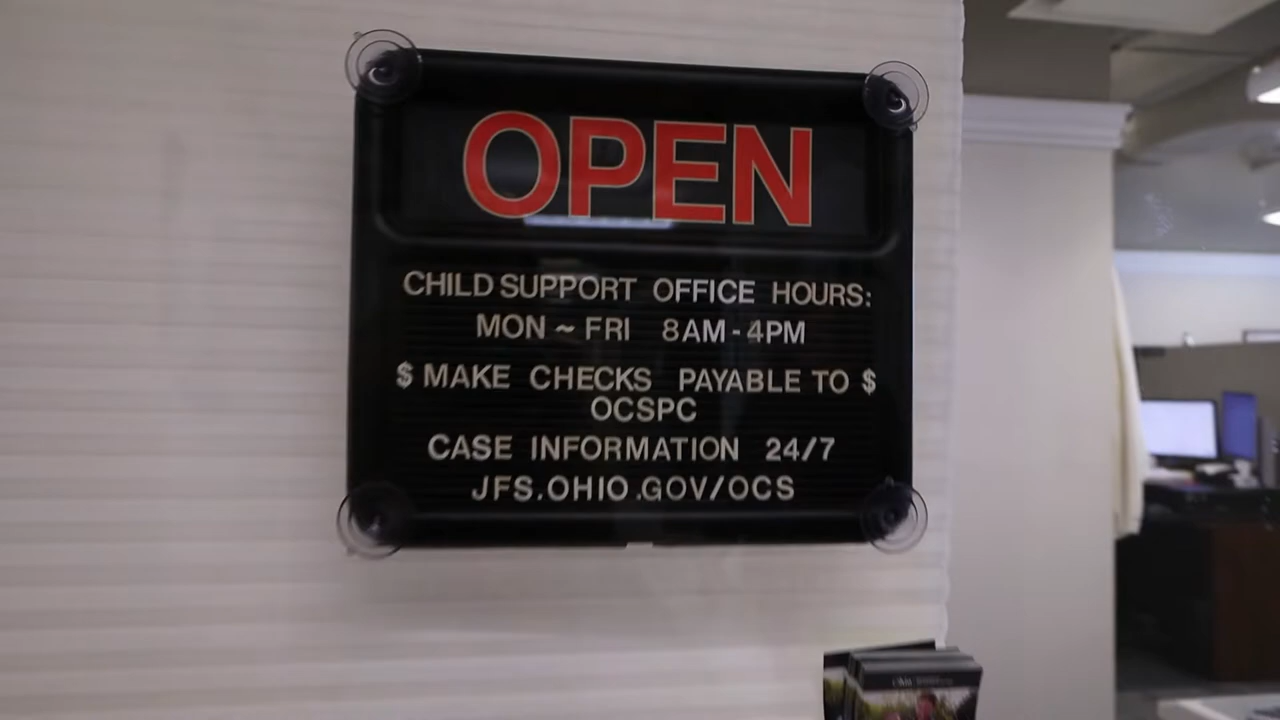 OPEN
CHILD SUPPORT OFFICE HOURS:
MON ~ FRI 8AM - 4PM
$ MAKE CHECKS PAYABLE TO $
OCSPC
CASE INFORMATION 24/7
JFS.OHIO.GOV/OCS